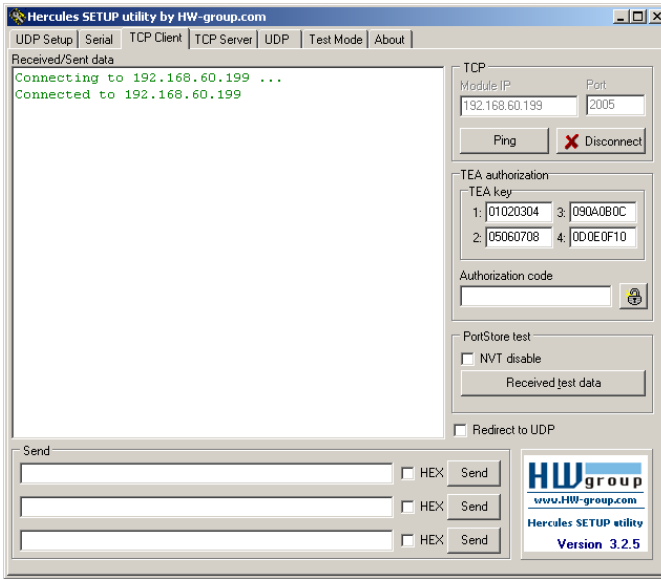 Hercules SETUP utility by HW-group.com
UDP Setup Serial TCP Client TCP Server UDP Test Mode About
Received/Sent data
Connecting to 192.168.60.199 ...
Connected to 192.168.60.199
TCP
Module IP Port
192.168.60.199 2005
Ping Disconnect
TEA authorization
TEA key
1: 01020304 3: 090A0B0C
2: 05060708 4: 0D0E0F10
Authorization code
PortStore test
NVT disable
Received test data
Redirect to UDP
Send
HEX Send
HEX Send
HEX Send
HWgroup
www.HW-group.com
Hercules SETUP utility
Version 3.2.5